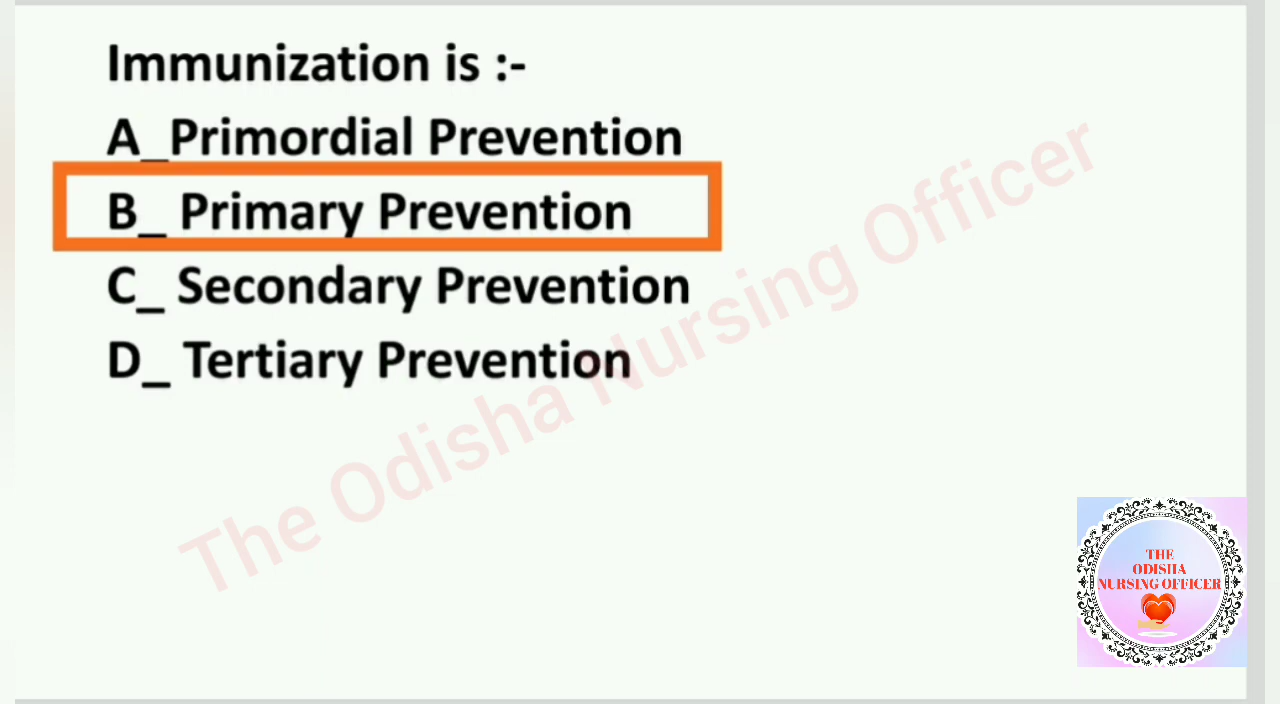 Immunization is :-
A_Primordial Prevention
B_ Primary Prevention
C_ Secondary Prevention
D_ Tertiary Prevention
The Odisha Nursing Officer
THE
ODISHA
NURSING OFFICER